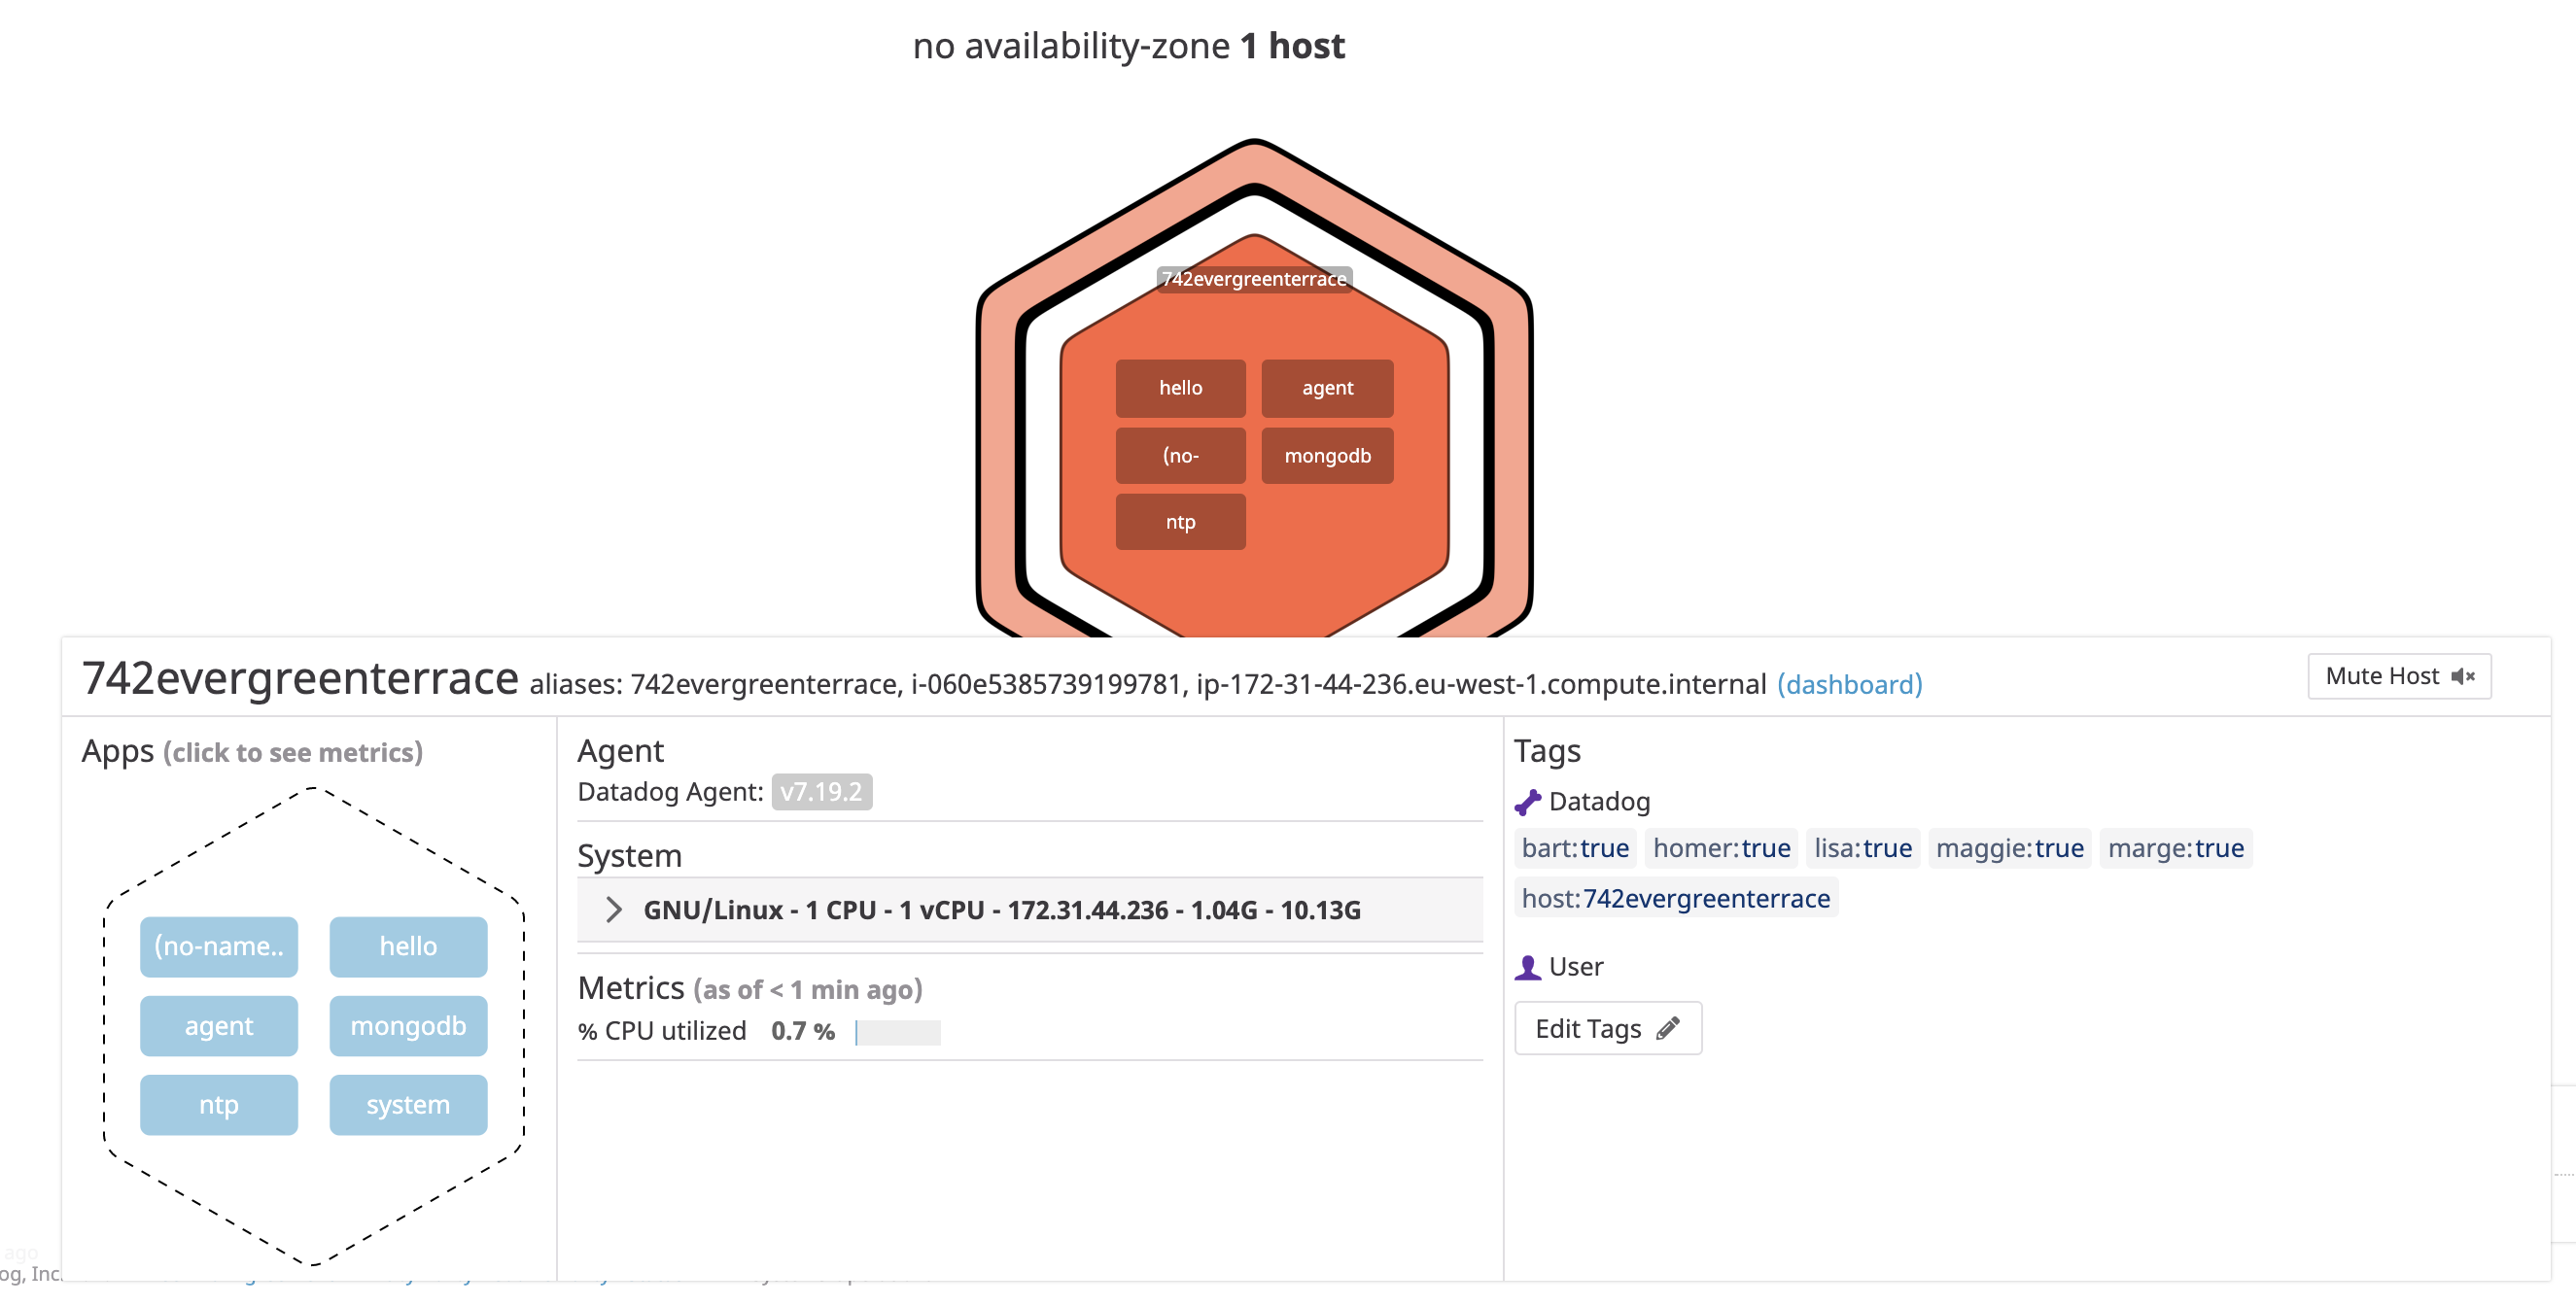 no availability-zone 1 host
742evergreenterrace
hello agent
(no- mongodb
ntp
742evergreenterrace aliases: 742evergreenterrace, i-060e5385739199781, ip-172-31-44-236.eu-west-1.compute.internal (dashboard)
Mute Host
Apps (click to see metrics)
(no-name.. hello
agent mongodb
ntp system
Agent
Datadog Agent: v7.19.2
System
GNU/Linux - 1 CPU - 1 vCPU - 172.31.44.236 - 1.04G - 10.13G
Metrics (as of < 1 min ago)
% CPU utilized 0.7 %
Tags
Datadog
bart:true homer:true lisa:true maggie:true marge:true
host:742evergreenterrace
User
Edit Tags
ago
og, Inc.